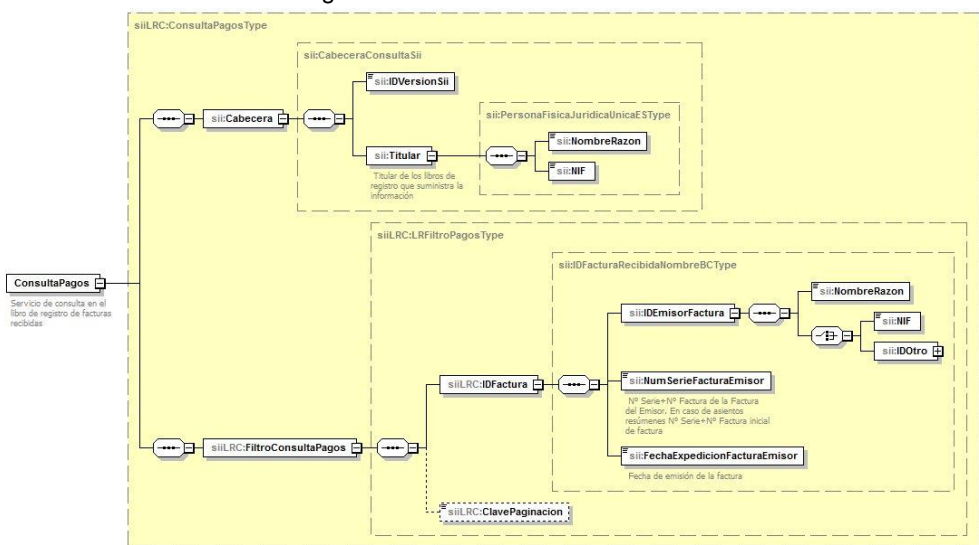 siiLRC:ConsultaPagosType
sii:CabeceraConsultaSii
sii:IDVersionSii
sii:PersonaFisicaJuridicaUnicaESType
sii:Cabecera
sii:NombreRazon
sii:Titular
sii:NIF
Titular de los libros de
registro que suministra la
información
siiLRC:LRFiltroPagosType
sii:IDFacturaRecibidaNombreBCType
ConsultaPagos
Servicio de consulta en el
libro de registro de facturas
recibidas
sii:NombreRazon
sii:IDEmisorFactura
sii:NIF
sii:IDOtro
siiLRC:IDFactura
sii:NumSerieFacturaEmisor
Nº Serie+Nº Factura de la Factura
del Emisor. En caso de asientos
resúmenes Nº Serie+Nº Factura inicial
de factura
siiLRC:FiltroConsultaPagos
sii:FechaExpedicionFacturaEmisor
Fecha de emisión de la factura
siiLRC:ClavePaginacion